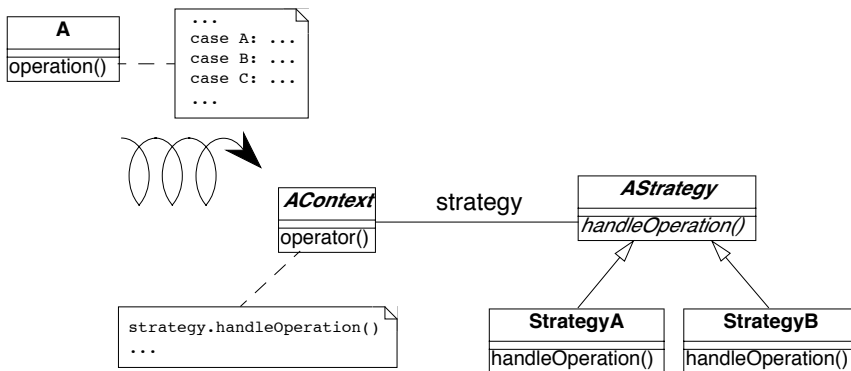 A
operation()
...
case A: ...
case B: ...
case C: ...
...
AContext
operator()
strategy
AStrategy
handleOperation()
strategy.handleOperation()
...
StrategyA
handleOperation()
StrategyB
handleOperation()